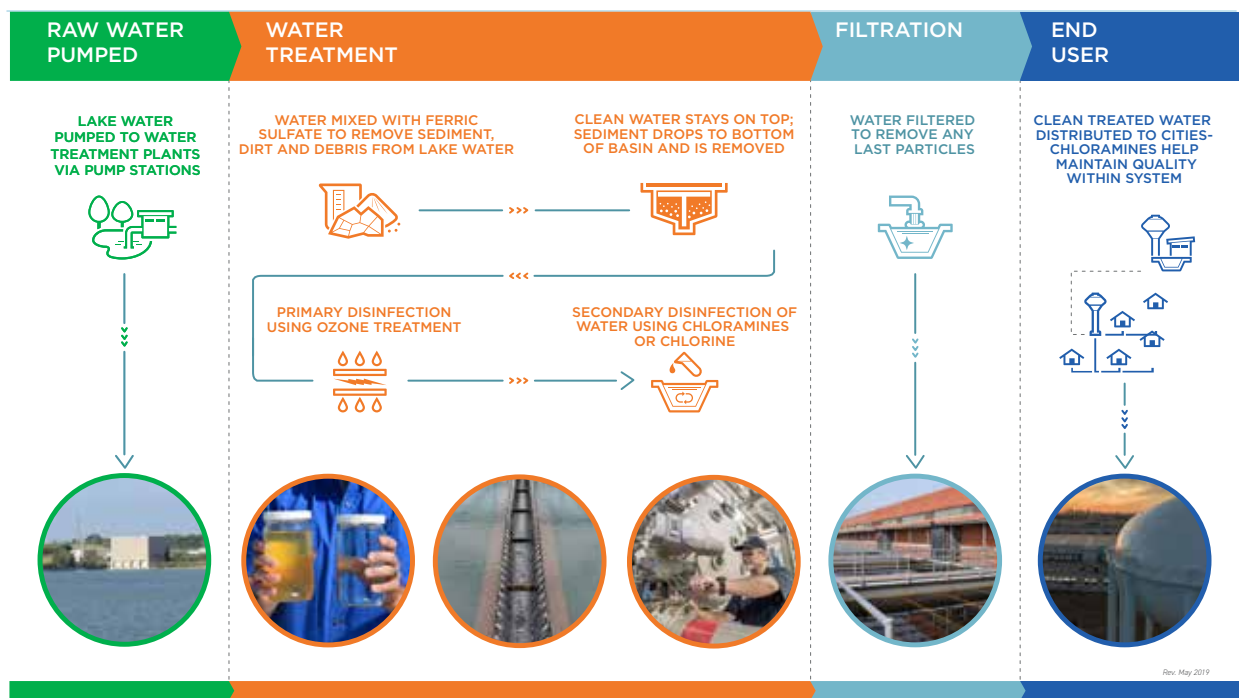 RAW WATER
PUMPED
WATER
TREATMENT
FILTRATION
END
USER
LAKE WATER
PUMPED TO WATER
TREATMENT PLANTS
VIA PUMP STATIONS
WATER MIXED WITH FERRIC
SULFATE TO REMOVE SEDIMENT,
DIRT AND DEBRIS FROM LAKE WATER
CLEAN WATER STAYS ON TOP;
SEDIMENT DROPS TO BOTTOM
OF BASIN AND IS REMOVED
PRIMARY DISINFECTION
USING OZONE TREATMENT
SECONDARY DISINFECTION OF
WATER USING CHLORAMINES
OR CHLORINE
WATER FILTERED
TO REMOVE ANY
LAST PARTICLES
CLEAN TREATED WATER
DISTRIBUTED TO CITIES-
CHLORAMINES HELP
MAINTAIN QUALITY
WITHIN SYSTEM
Rev. May 2019